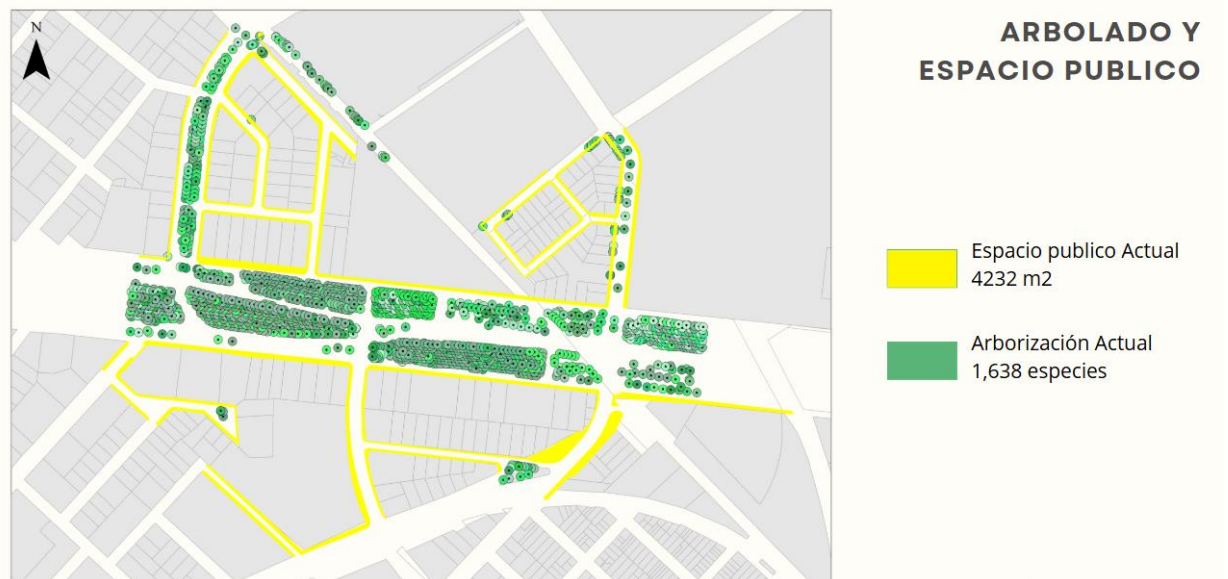 N
ARBOLADO Y
ESPACIO PUBLICO
Espacio publico Actual
4232 m2
Arborización Actual
1,638 especies